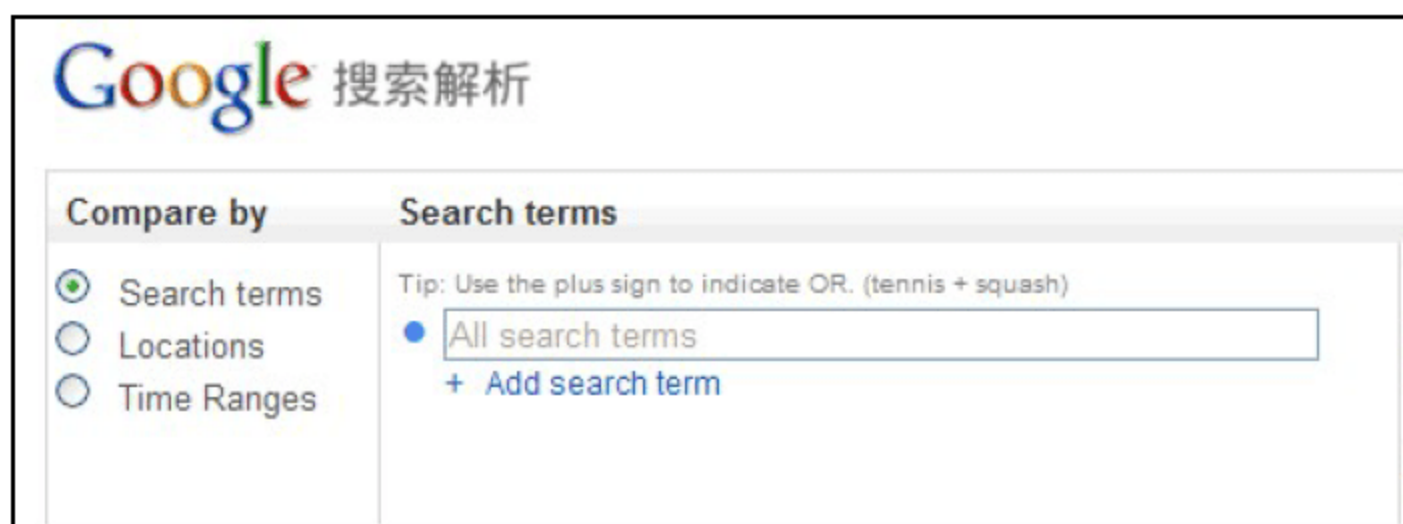 Google 搜索解析
Compare by
Search terms
Search terms
Locations
Time Ranges
Tip: Use the plus sign to indicate OR. (tennis + squash)
All search terms
+ Add search term